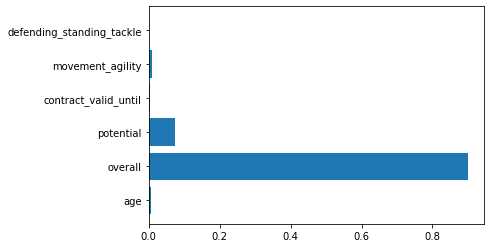 defending_standing_tackle
movement_agility
contract_valid_until
potential
overall
age
0.0 0.2 0.4 0.6 0.8